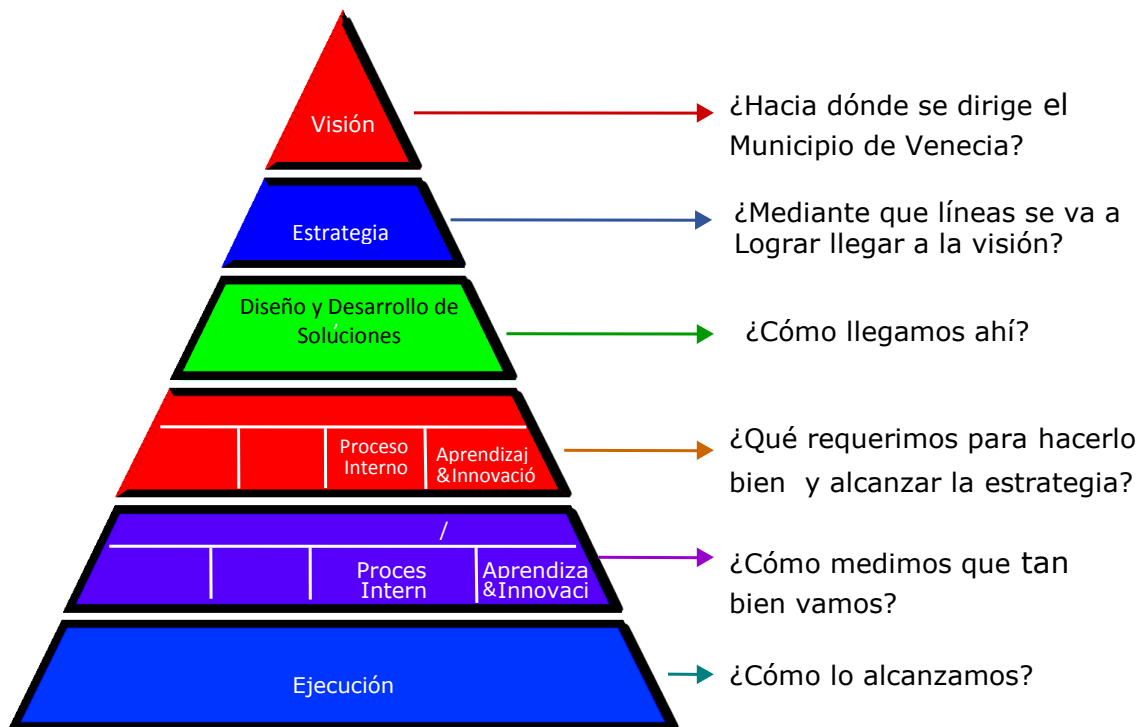 Visión
¿Hacia dónde se dirige el
Municipio de Venecia?
Estrategia
¿Mediante que líneas se va a
Lograr llegar a la visión?
Diseño y Desarrollo de
Soluciones
¿Cómo llegamos ahí?
Proceso
Interno
Aprendizaj
&Innovació
¿Qué requerimos para hacerlo
bien y alcanzar la estrategia?
/
Proces
Intern
Aprendiza
&Innovaci
¿Cómo medimos que tan
bien vamos?
Ejecución
¿Cómo lo alcanzamos?